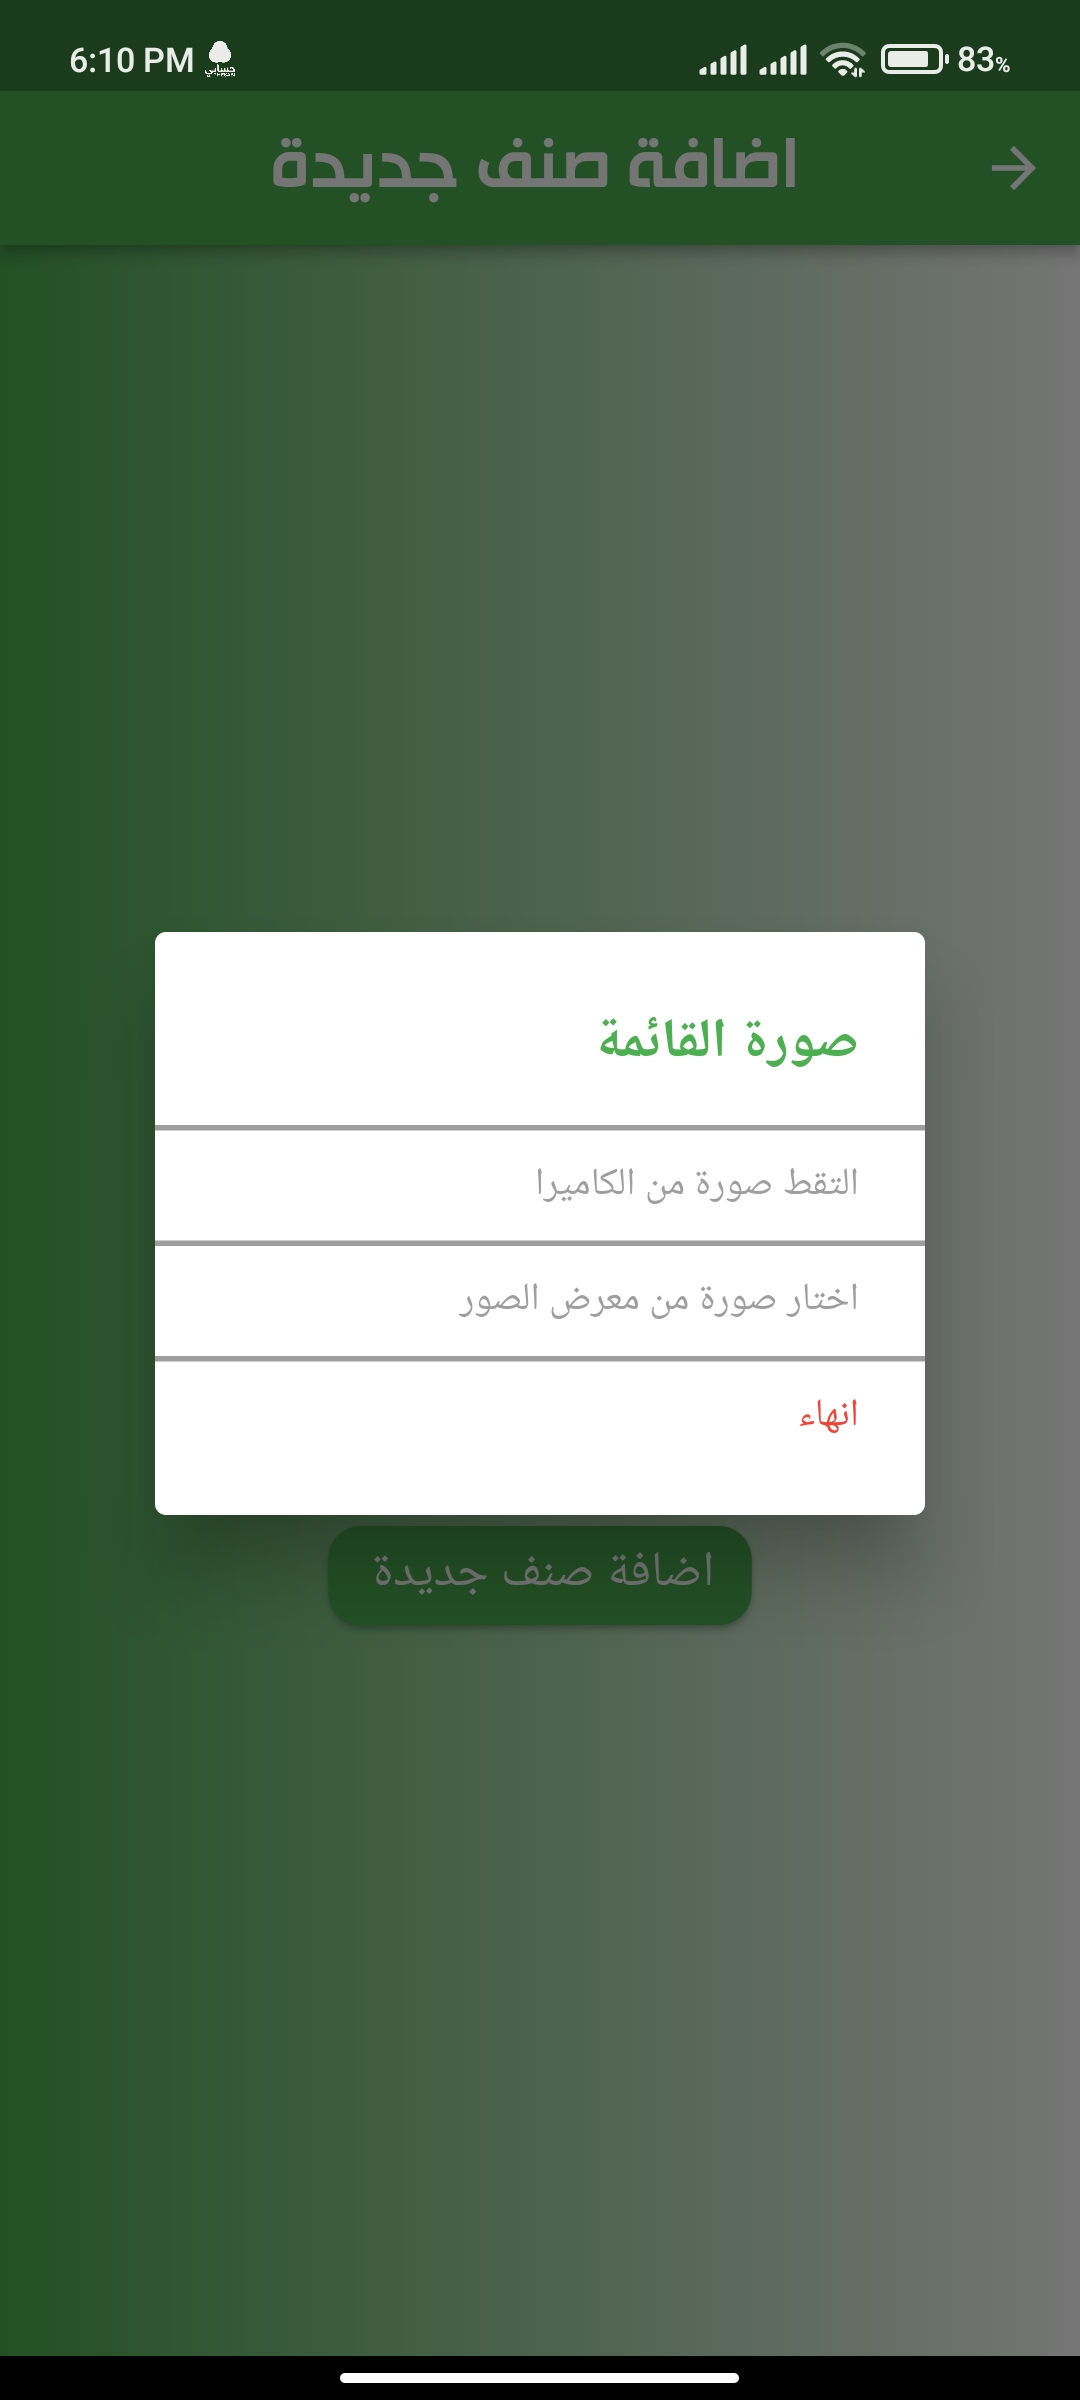 6:10 PM حسابي
83%
اضافة صنف جديدة
صورة القائمة
التقط صورة من الكاميرا
اختار صورة من معرض الصور
انهاء
اضافة صنف جديدة